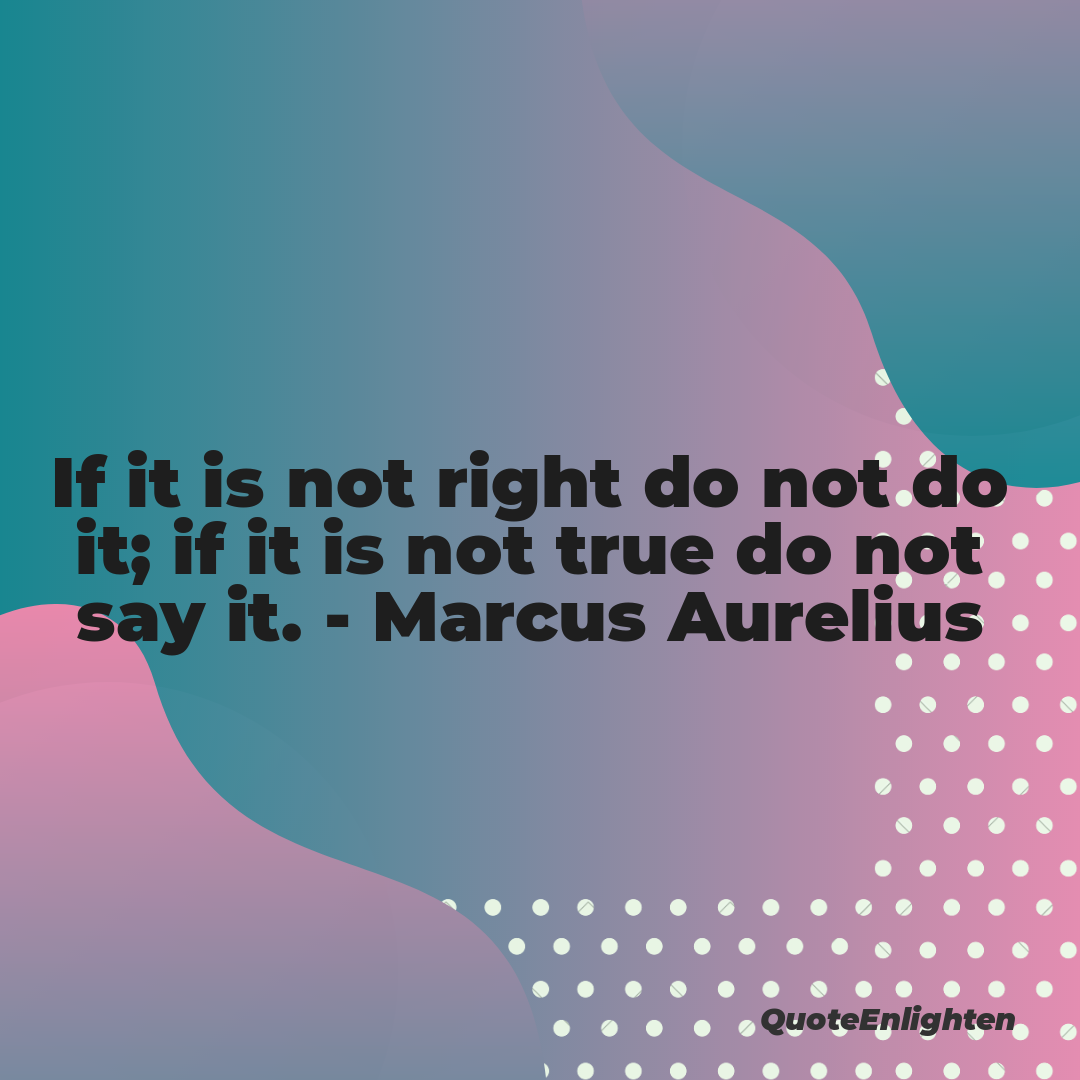 If it is not right do not do
it; if it is not true do not
say it. - Marcus Aurelius
QuoteEnlighten